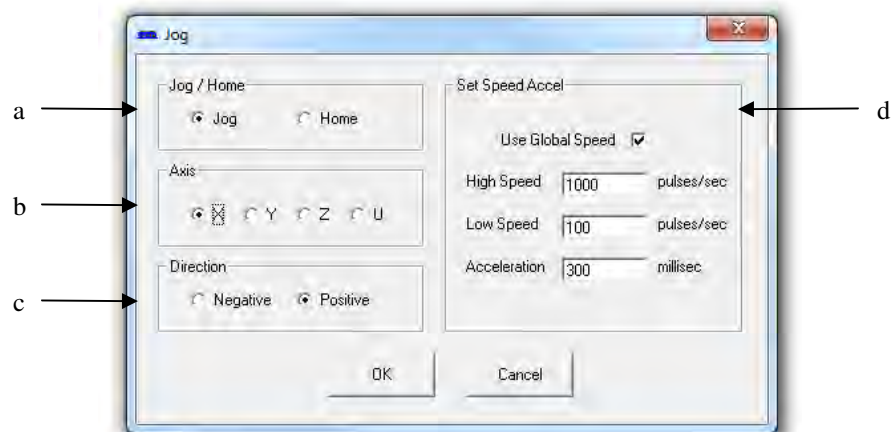 Jog
a
Jog / Home
Jog Home
b
Axis
X Y Z U
c
Direction
Negative Positive
d
Set Speed Accel
Use Global Speed
High Speed 1000 pulses/sec
Low Speed 100 pulses/sec
Acceleration 300 millisec
OK Cancel